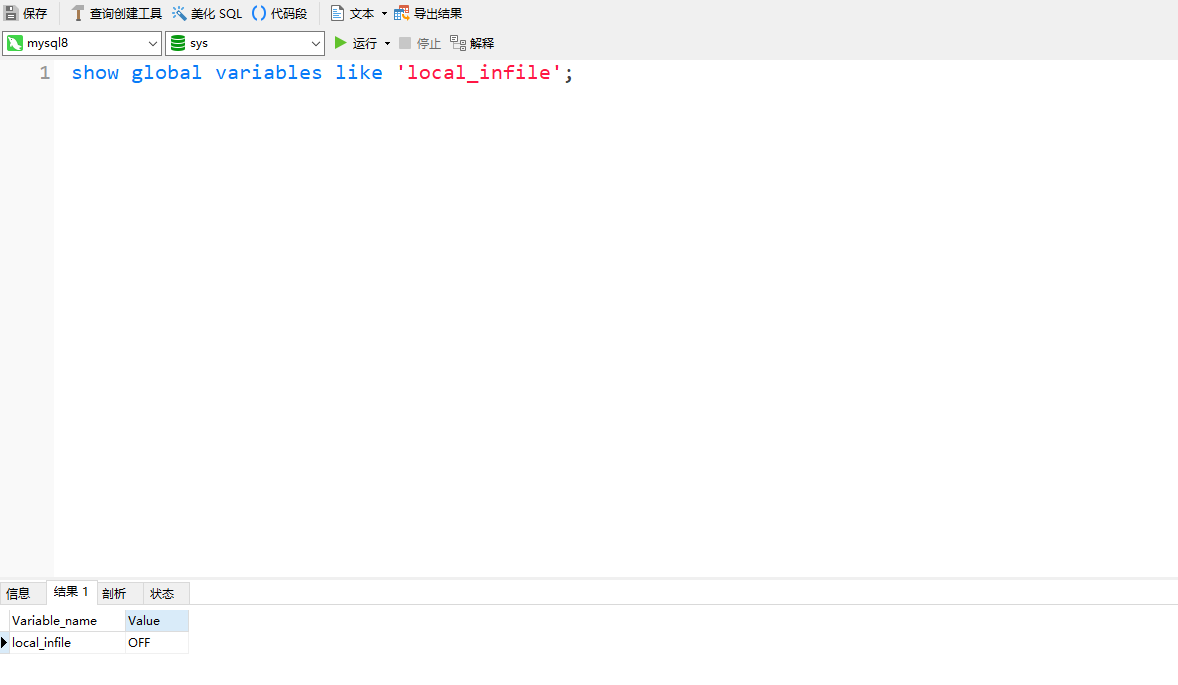 保存 查询创建工具 美化 SQL () 代码段 文本 导出结果
mysql8 sys 运行 停止 解释
1 show global variables like 'local_infile';
信息 结果 1 剖析 状态
Variable_name Value
local_infile OFF